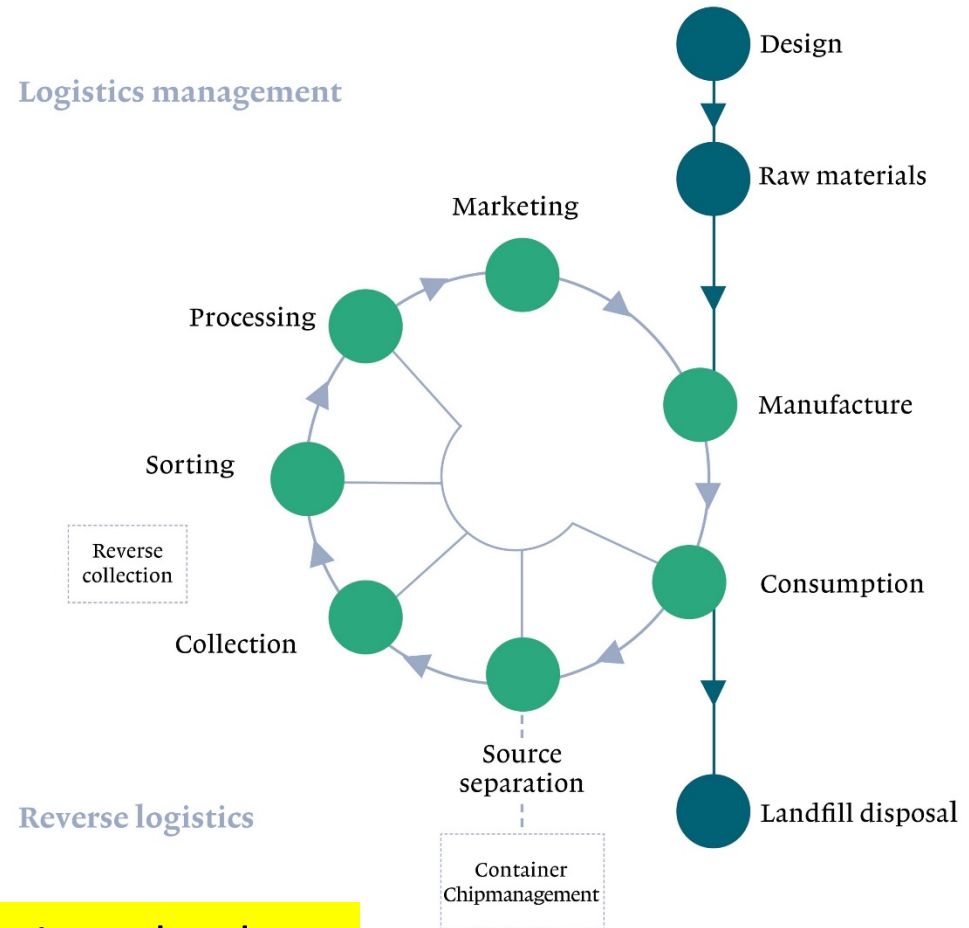 Design
Logistics management
Raw materials
Marketing
Processing
Manufacture
Sorting
Reverse
collection
Consumption
Collection
Source
separation
Reverse logistics
Landfill disposal
Container
Chipmanagement